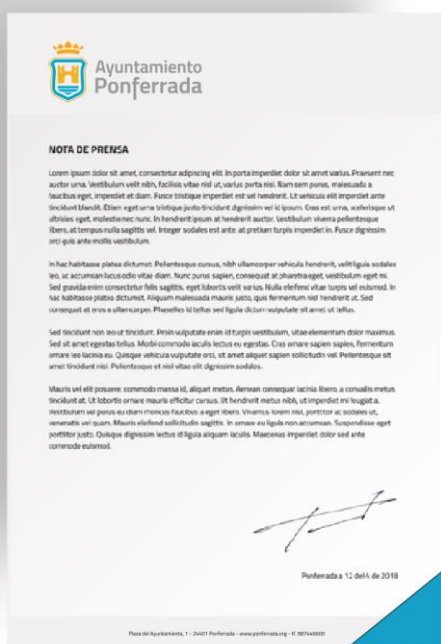 Ayuntamiento
Ponferrada
NOTA DE PRENSA
Lorem ipsum dolor sit amet, consectetur adipiscing elit. In porta imperdiet dolor sit amet varius. Praesent nec
auctor urna. Vestibulum velit nibh, facilisis vitae nisl ut, varius porta nisi. Nam sem purus, malesuada a
faucibus eget, imperdiet et diam. Fusce tristique imperdiet est vel hendrerit. Ut vehicula elit imperdiet ante
tincidunt blandit. Etiam eget urna tristique justo tincidunt dignissim vel id ipsum. Cras est urna, scelerisque ut
ultricies eget, molestie nec nunc. In hendrerit ipsum at hendrerit auctor. Vestibulum viverra pellentesque
libero, at tempus nulla sagittis vel. Integer sodales est ante, at pretium turpis imperdiet in. Fusce dignissim
orci quis ante mollis vestibulum.
In hac habitasse platea dictumst. Pellentesque cursus, nibh ullamcorper vehicula hendrerit, velit ligula sodales
leo, ac accumsan lacus odio vitae diam. Nunc purus sapien, consequat at pharetra eget, vestibulum eget mi.
Sed gravida enim consectetur felis sagittis, eget lobortis velit varius. Nulla eleifend vitae turpis vel euismod. In
hac habitasse platea dictumst. Aliquam malesuada mauris justo, quis fermentum nisl hendrerit ut. Sed
consequat at eros a ullamcorper. Phasellus id tellus sed ligula dictum vulputate sit amet ut tellus.
Sed tincidunt non leo ut tincidunt. Proin vulputate enim id turpis vestibulum, vitae elementum dolor maximus.
Sed sit amet egestas tellus. Morbi commodo iaculis lectus eu egestas. Cras ornare sapien sapien, fermentum
ornare leo lacinia eu. Quisque vehicula vulputate orci, sit amet aliquet sapien sollicitudin vel. Pellentesque sit
amet tincidunt nisi. Pellentesque et nisl vitae elit dignissim sodales.
Mauris vel elit posuere, commodo massa id, aliquet metus. Aenean consequat lacinia libero, a convallis metus
tincidunt at. Ut lobortis ornare mauris efficitur cursus. Ut hendrerit metus nibh, ut imperdiet mi feugiat a.
Vestibulum vel purus eu diam rhoncus faucibus a eget libero. Vivamus lorem nisl, porttitor ac sodales ut,
venenatis vel quam. Mauris eleifend sollicitudin sagittis. In ornare eu ligula non accumsan. Suspendisse eget
porttitor justo. Quisque dignissim lectus id ligula aliquam iaculis. Maecenas imperdiet dolor sed ante
commodo euismod.
Ponferrada a 12 del 4 de 2018
Plaza del Ayuntamiento, 1 - 24401 Ponferrada - www.ponferrada.org - tf. 987446600